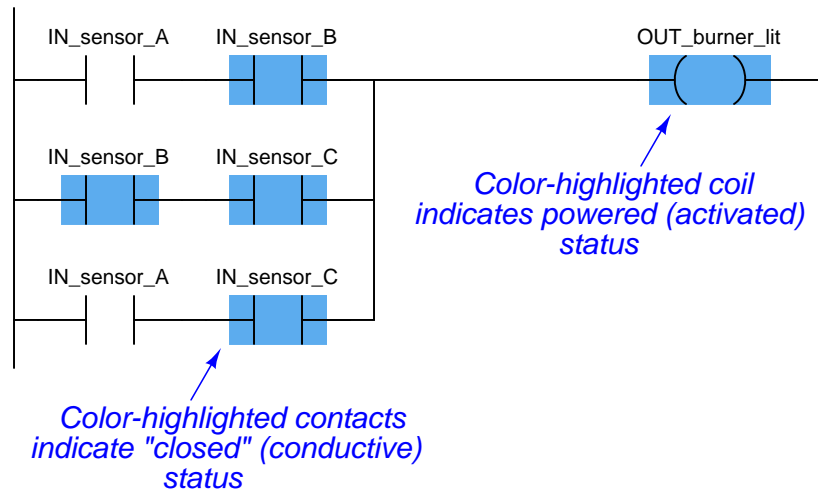 IN_sensor_A
IN_sensor_B
OUT_burner_lit
IN_sensor_B
IN_sensor_C
Color-highlighted coil
indicates powered (activated)
status
IN_sensor_A
IN_sensor_C
Color-highlighted contacts
indicate "closed" (conductive)
status